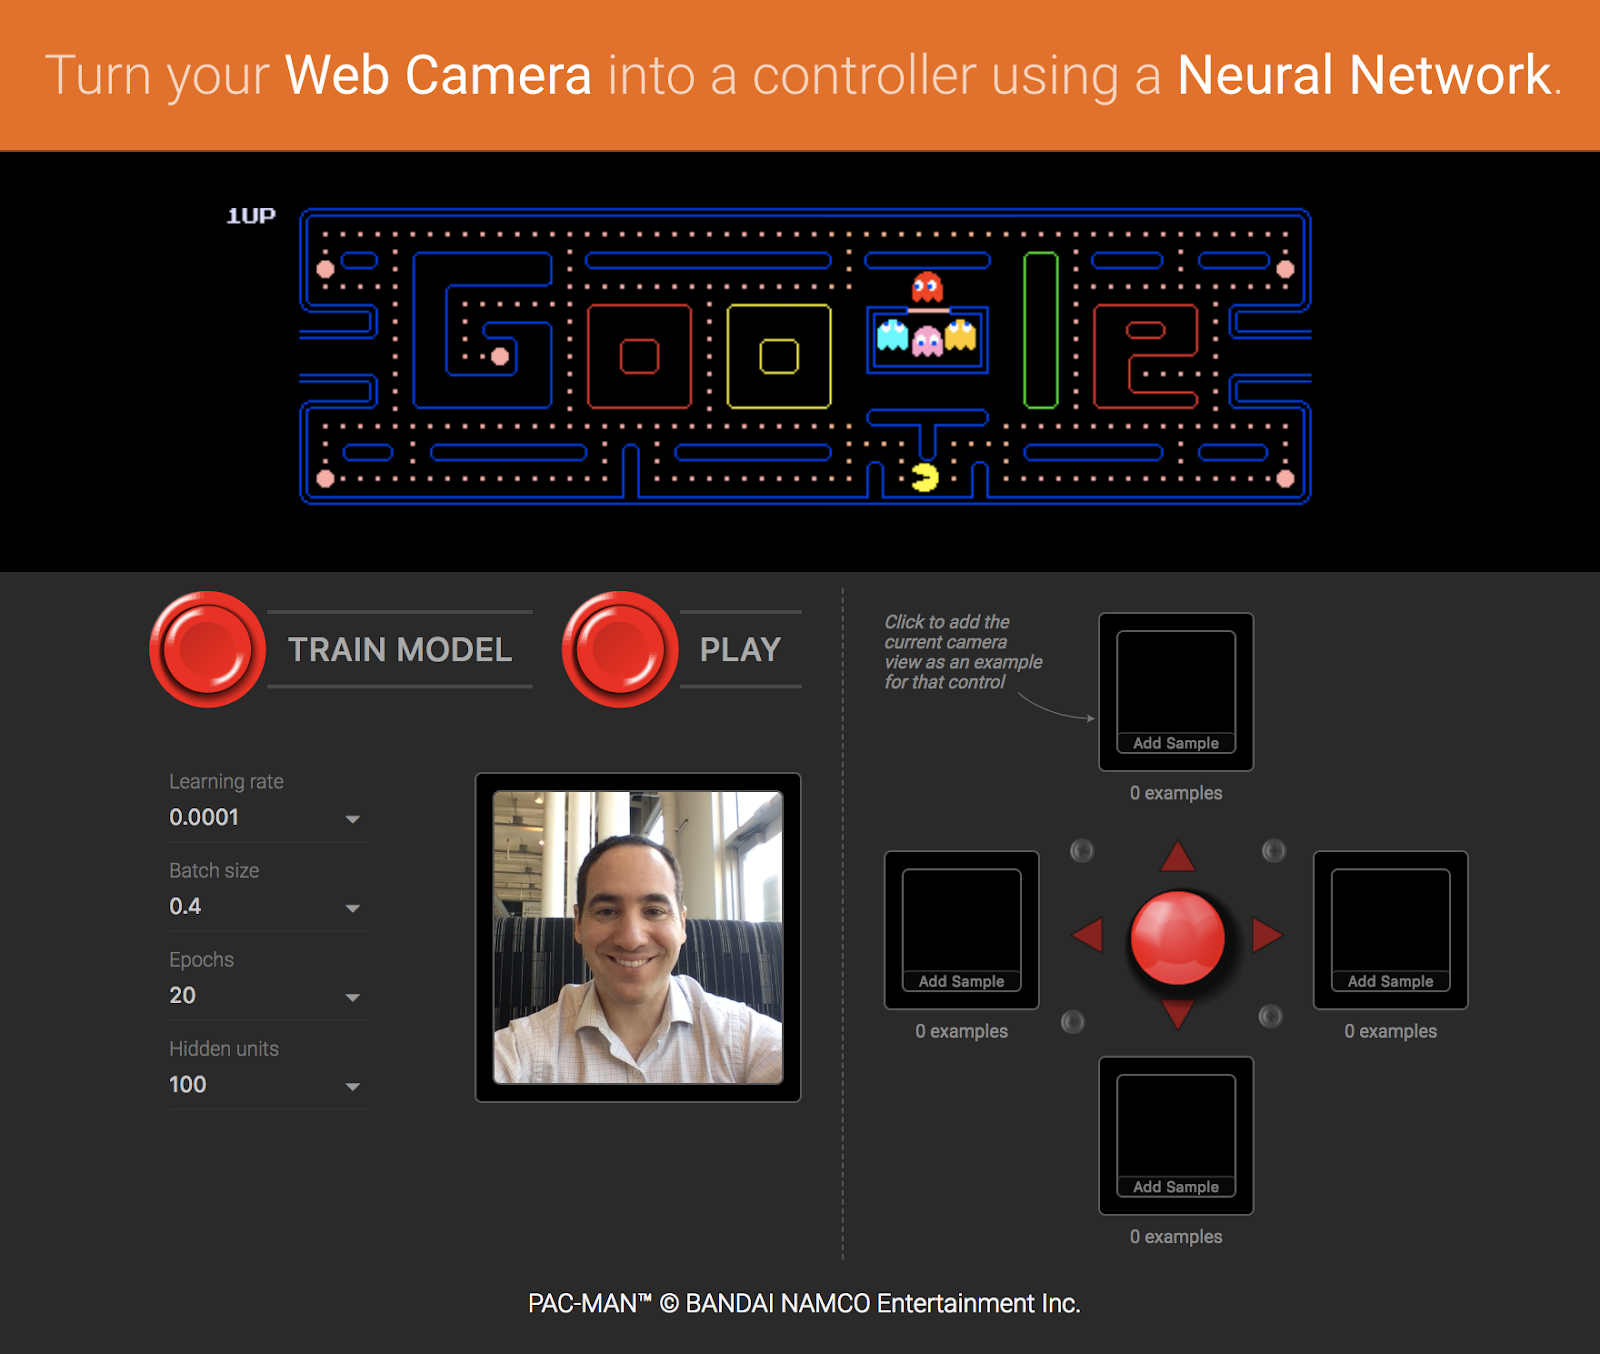 Turn your Web Camera into a controller using a Neural Network.
1UP
Google
TRAIN MODEL
PLAY
Learning rate
0.0001
Batch size
0.4
Epochs
20
Hidden units
100
Click to add the
current camera
view as an example
for that control
Add Sample
0 examples
Add Sample
0 examples
Add Sample
0 examples
Add Sample
0 examples
PAC-MAN™ © BANDAI NAMCO Entertainment Inc.